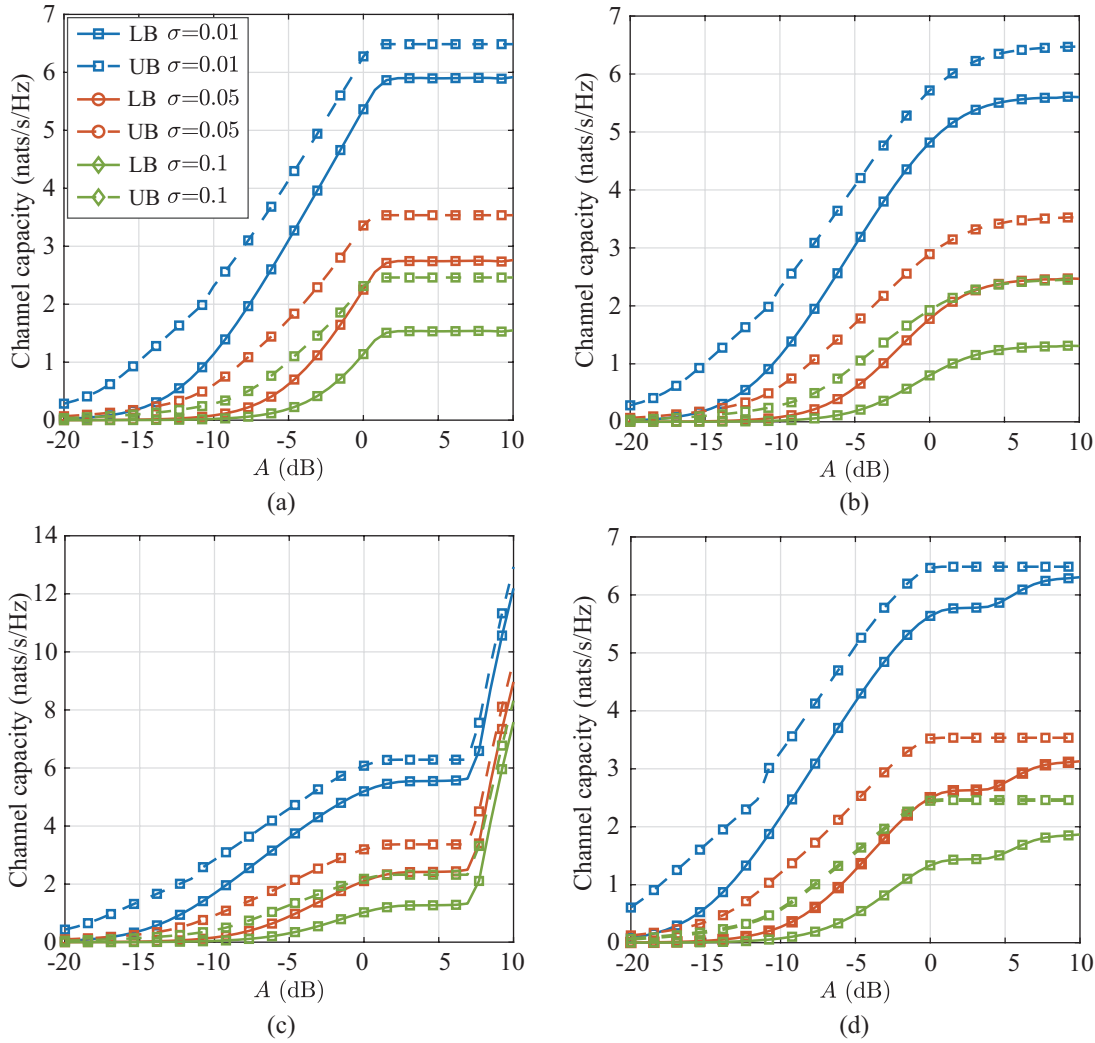 Channel capacity (nats/s/Hz)
7
6
5
4
3
2
1
0
LB σ=0.01
UB σ=0.01
LB σ=0.05
UB σ=0.05
LB σ=0.1
UB σ=0.1
-20 -15 -10 -5 0 5 10
A (dB)
(a)
Channel capacity (nats/s/Hz)
7
6
5
4
3
2
1
0
-20 -15 -10 -5 0 5 10
A (dB)
(b)
Channel capacity (nats/s/Hz)
14
12
10
8
6
4
2
0
-20 -15 -10 -5 0 5 10
A (dB)
(c)
Channel capacity (nats/s/Hz)
7
6
5
4
3
2
1
0
-20 -15 -10 -5 0 5 10
A (dB)
(d)